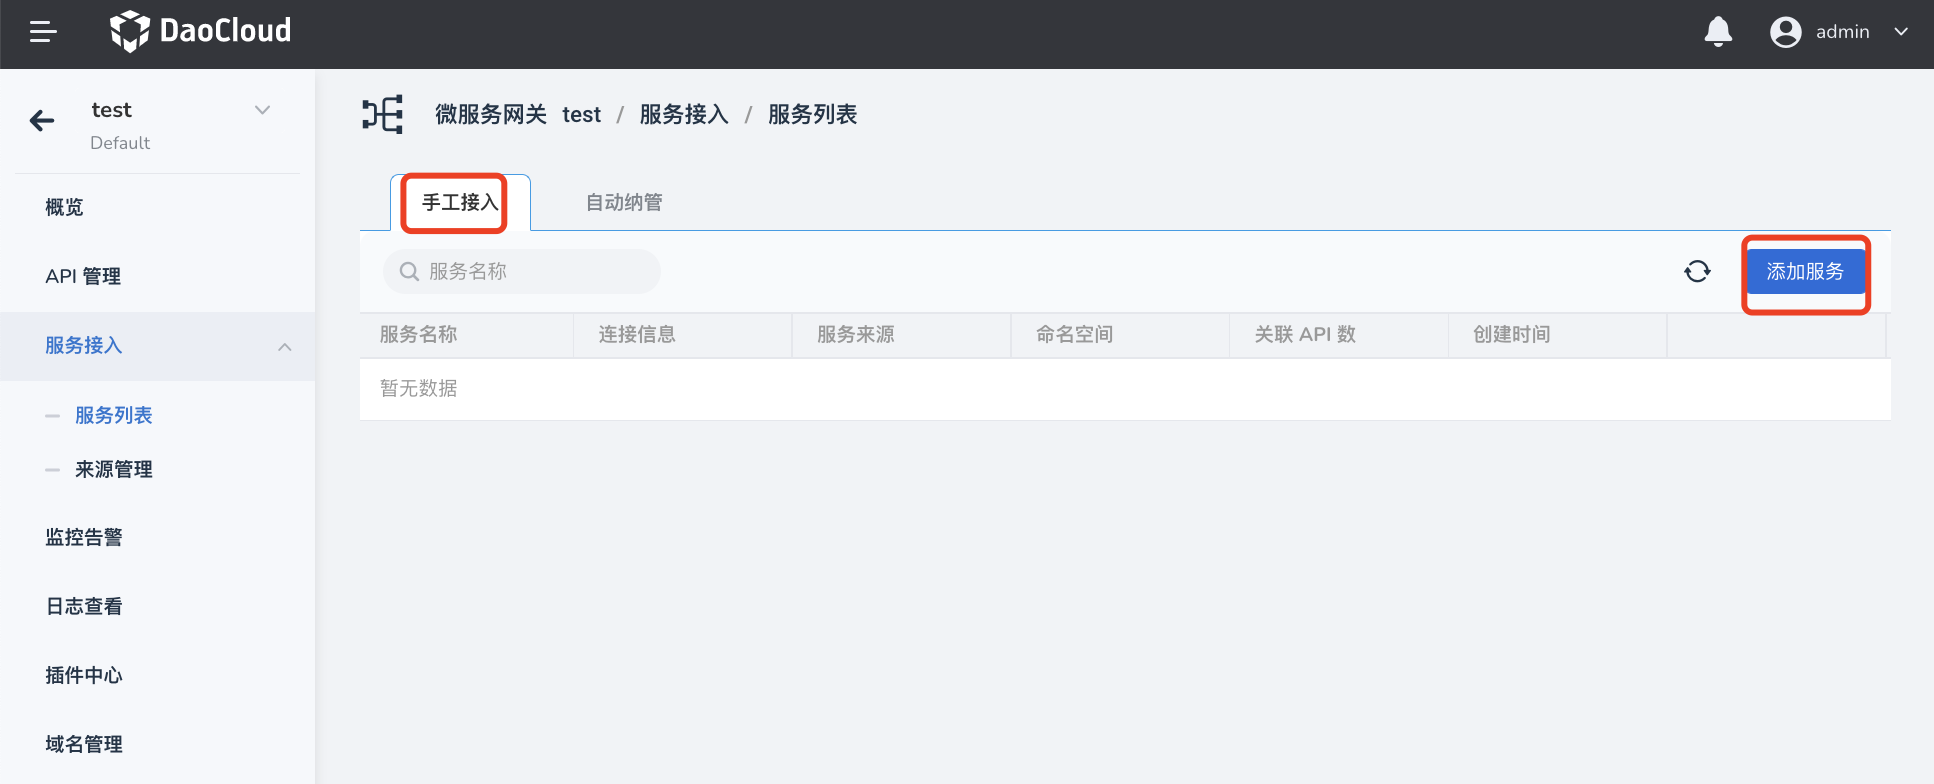 DaoCloud
admin
test
Default
概览
API 管理
服务接入
服务列表
来源管理
监控告警
日志查看
插件中心
域名管理
微服务网关 test / 服务接入 / 服务列表
手工接入 自动纳管
服务名称
添加服务
服务名称 连接信息 服务来源 命名空间 关联 API 数 创建时间
暂无数据